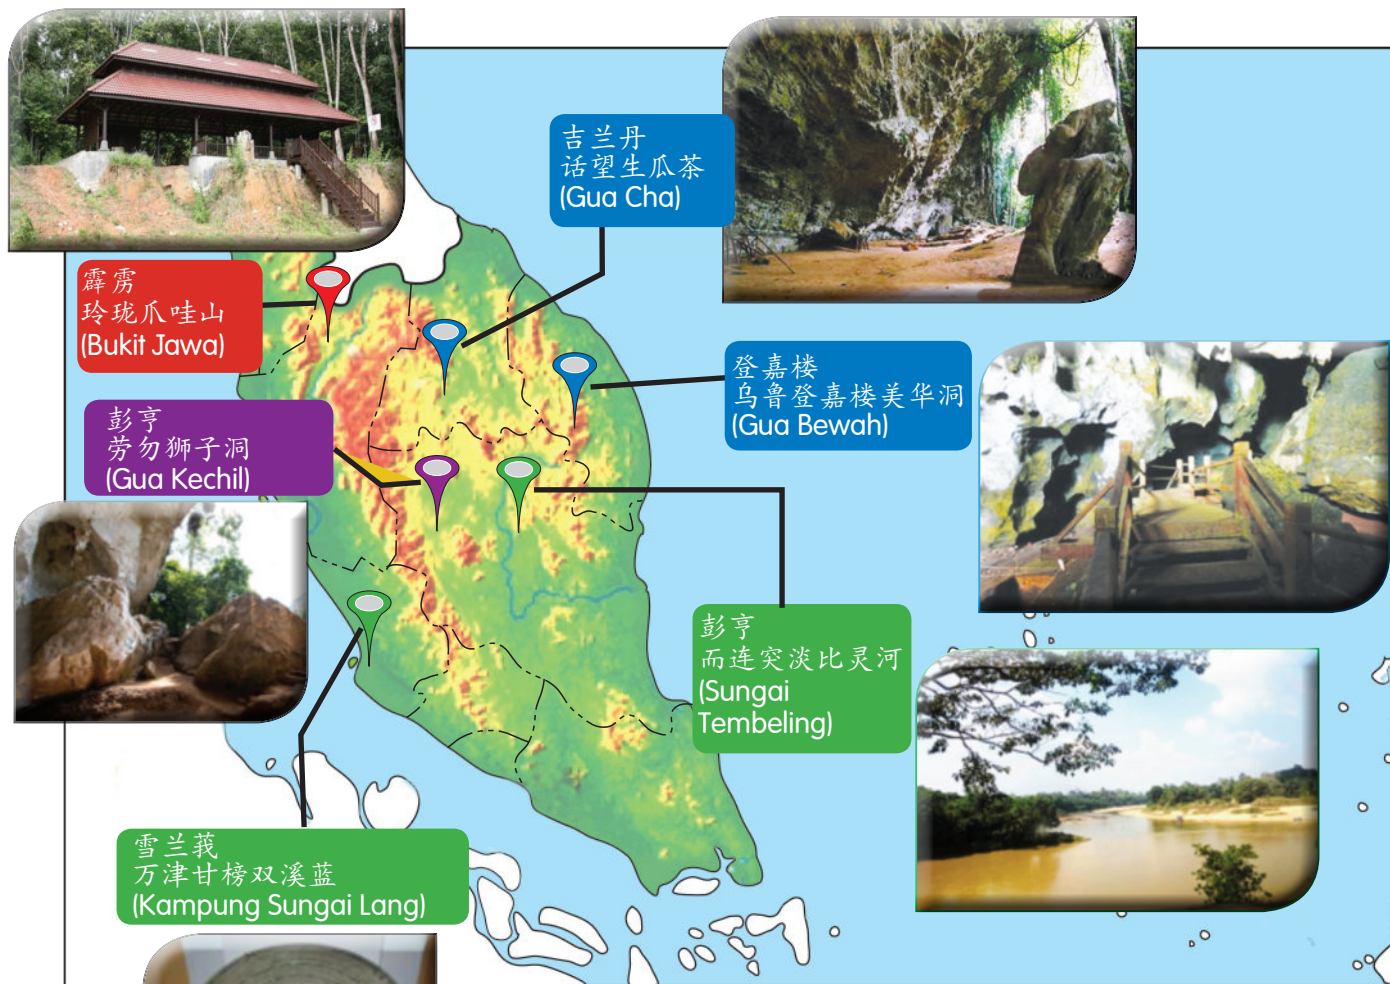 吉兰丹
话望生瓜茶
(Gua Cha)
霹雳
玲珑爪哇山
(Bukit Jawa)
登嘉楼
乌鲁登嘉楼美华洞
(Gua Bewah)
彭亨
劳勿狮子洞
(Gua Kechil)
彭亨
而连突淡比灵河
(Sungai
Tembeling)
雪兰莪
万津甘榜双溪蓝
(Kampung Sungai Lang)